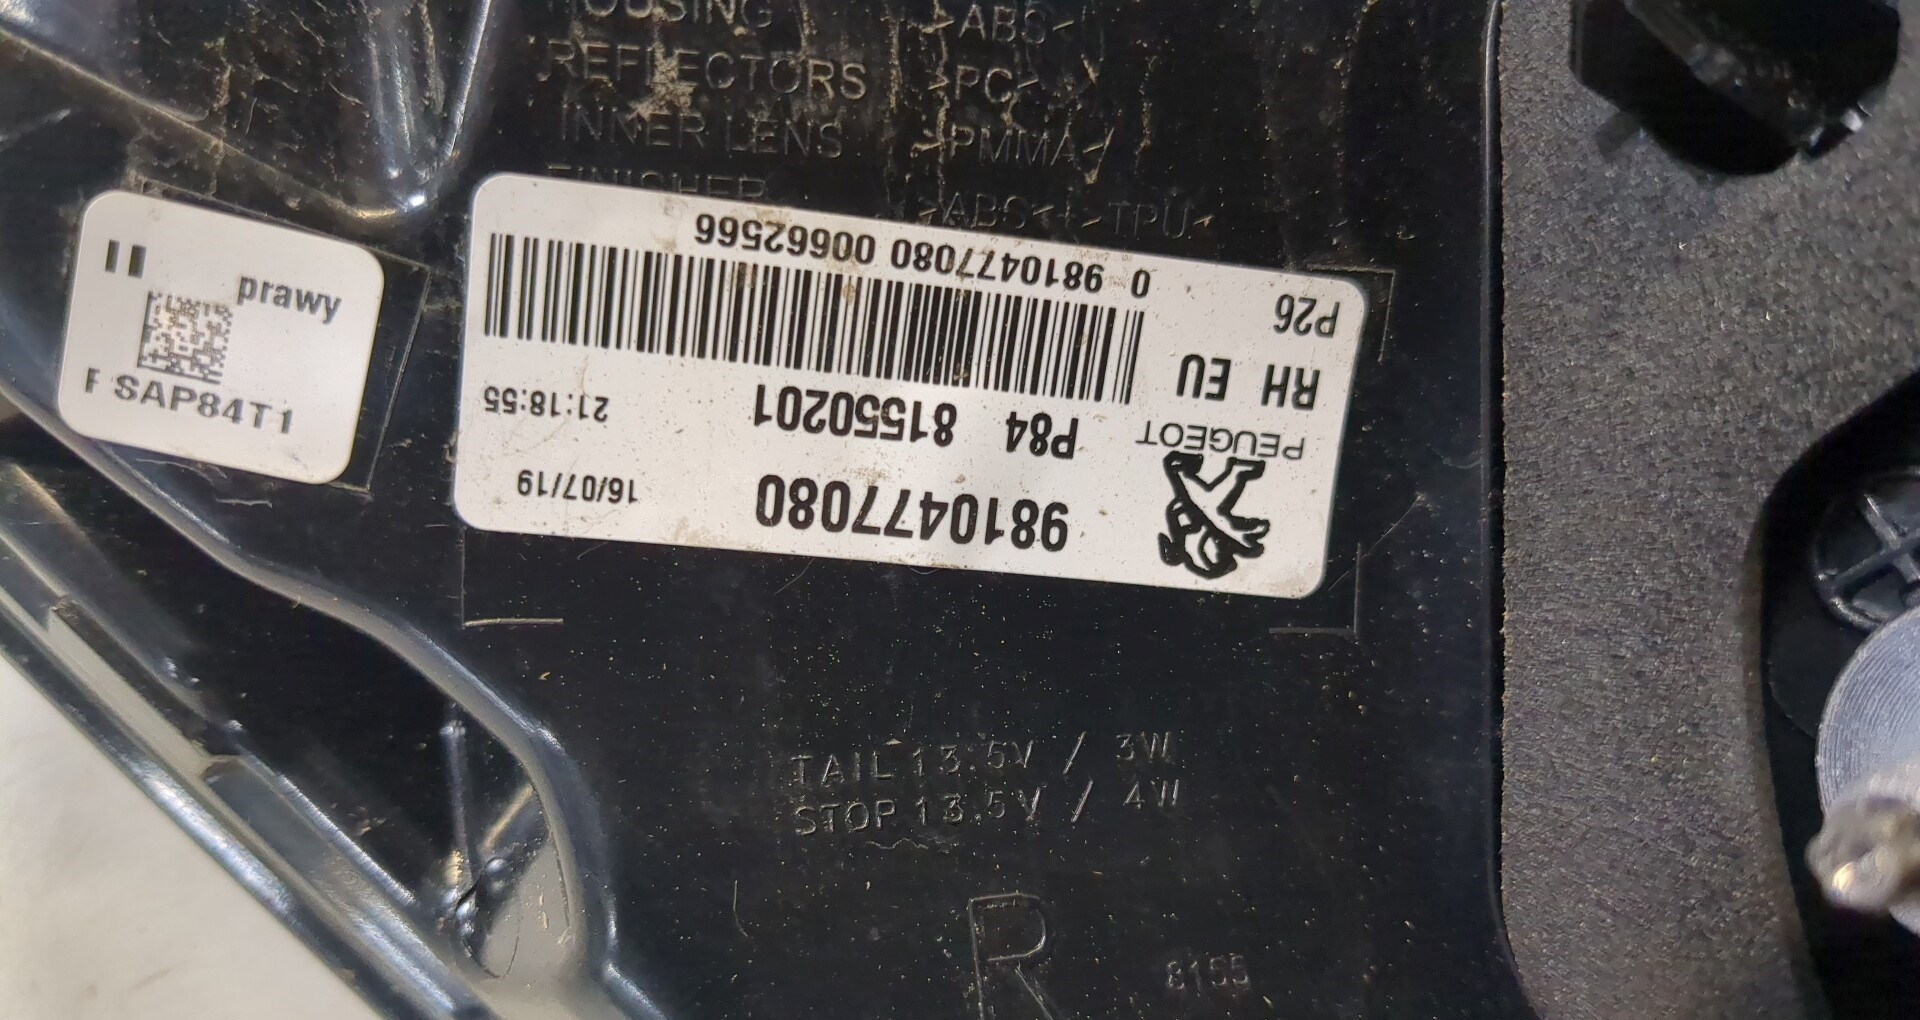 HOUSING >ABS<
REFLECTORS >PC<
INNER LENS >PMMA<
FINISHER >ABS< >TPU<
prawy
SAP84T1
9810477080 16/07/19
PEUGEOT P84 81550201 21:18:55
RH EU
P26 0 9810477080 00662566
TAIL 13.5V / 3W
STOP 13.5V / 4W
R
8155